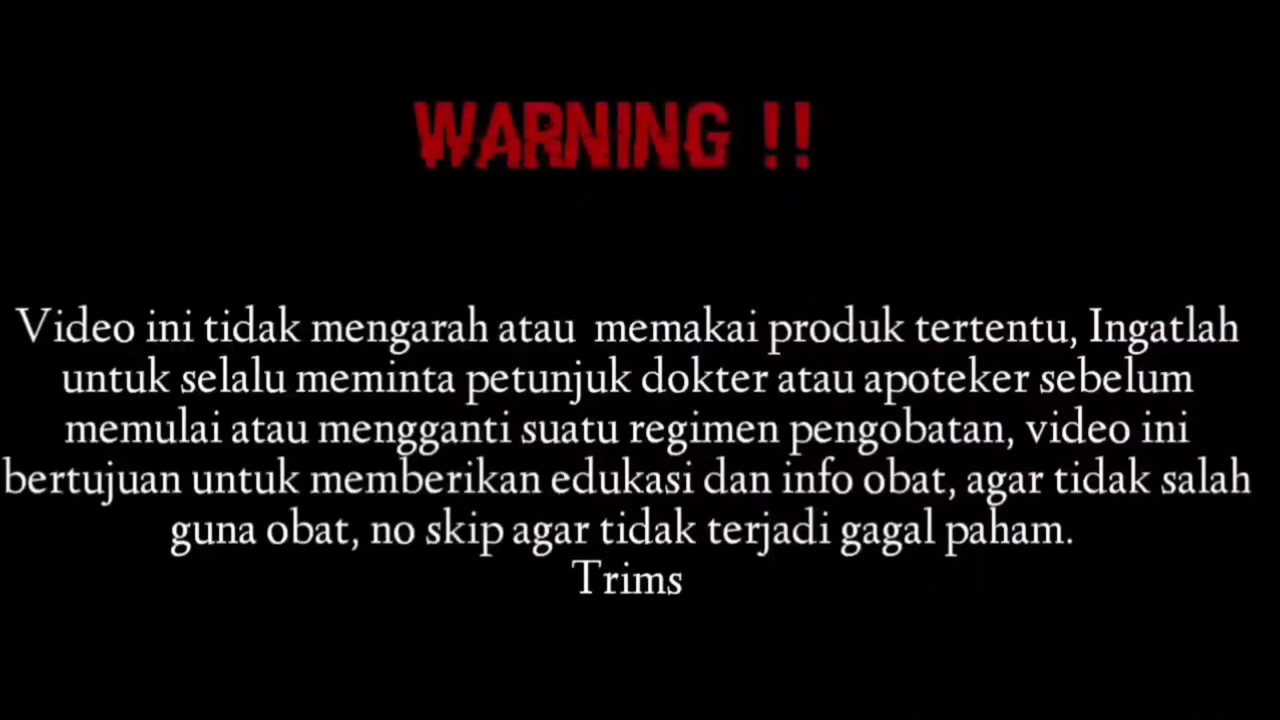 WARNING !!
Video ini tidak mengarah atau memakai produk tertentu, Ingatlah
untuk selalu meminta petunjuk dokter atau apoteker sebelum
memulai atau mengganti suatu regimen pengobatan, video ini
bertujuan untuk memberikan edukasi dan info obat, agar tidak salah
guna obat, no skip agar tidak terjadi gagal paham.
Trims